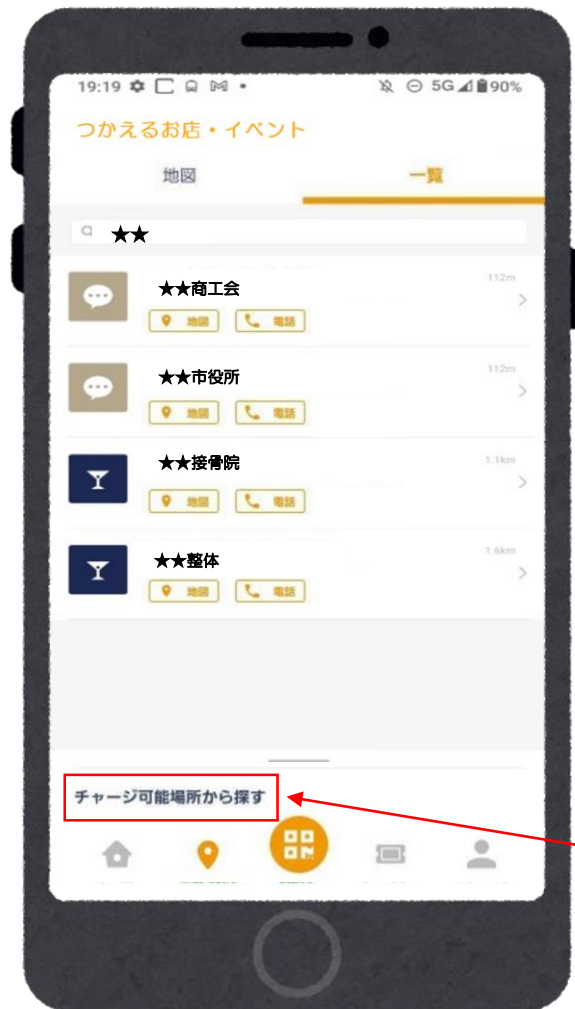 19:19 5G 90%
つかえるお店・イベント
地図 一覧
★★
★★商工会 112m
地図 電話
★★市役所 112m
地図 電話
★★接骨院 1.1km
地図 電話
★★整体 1.6km
地図 電話
チャージ可能場所から探す